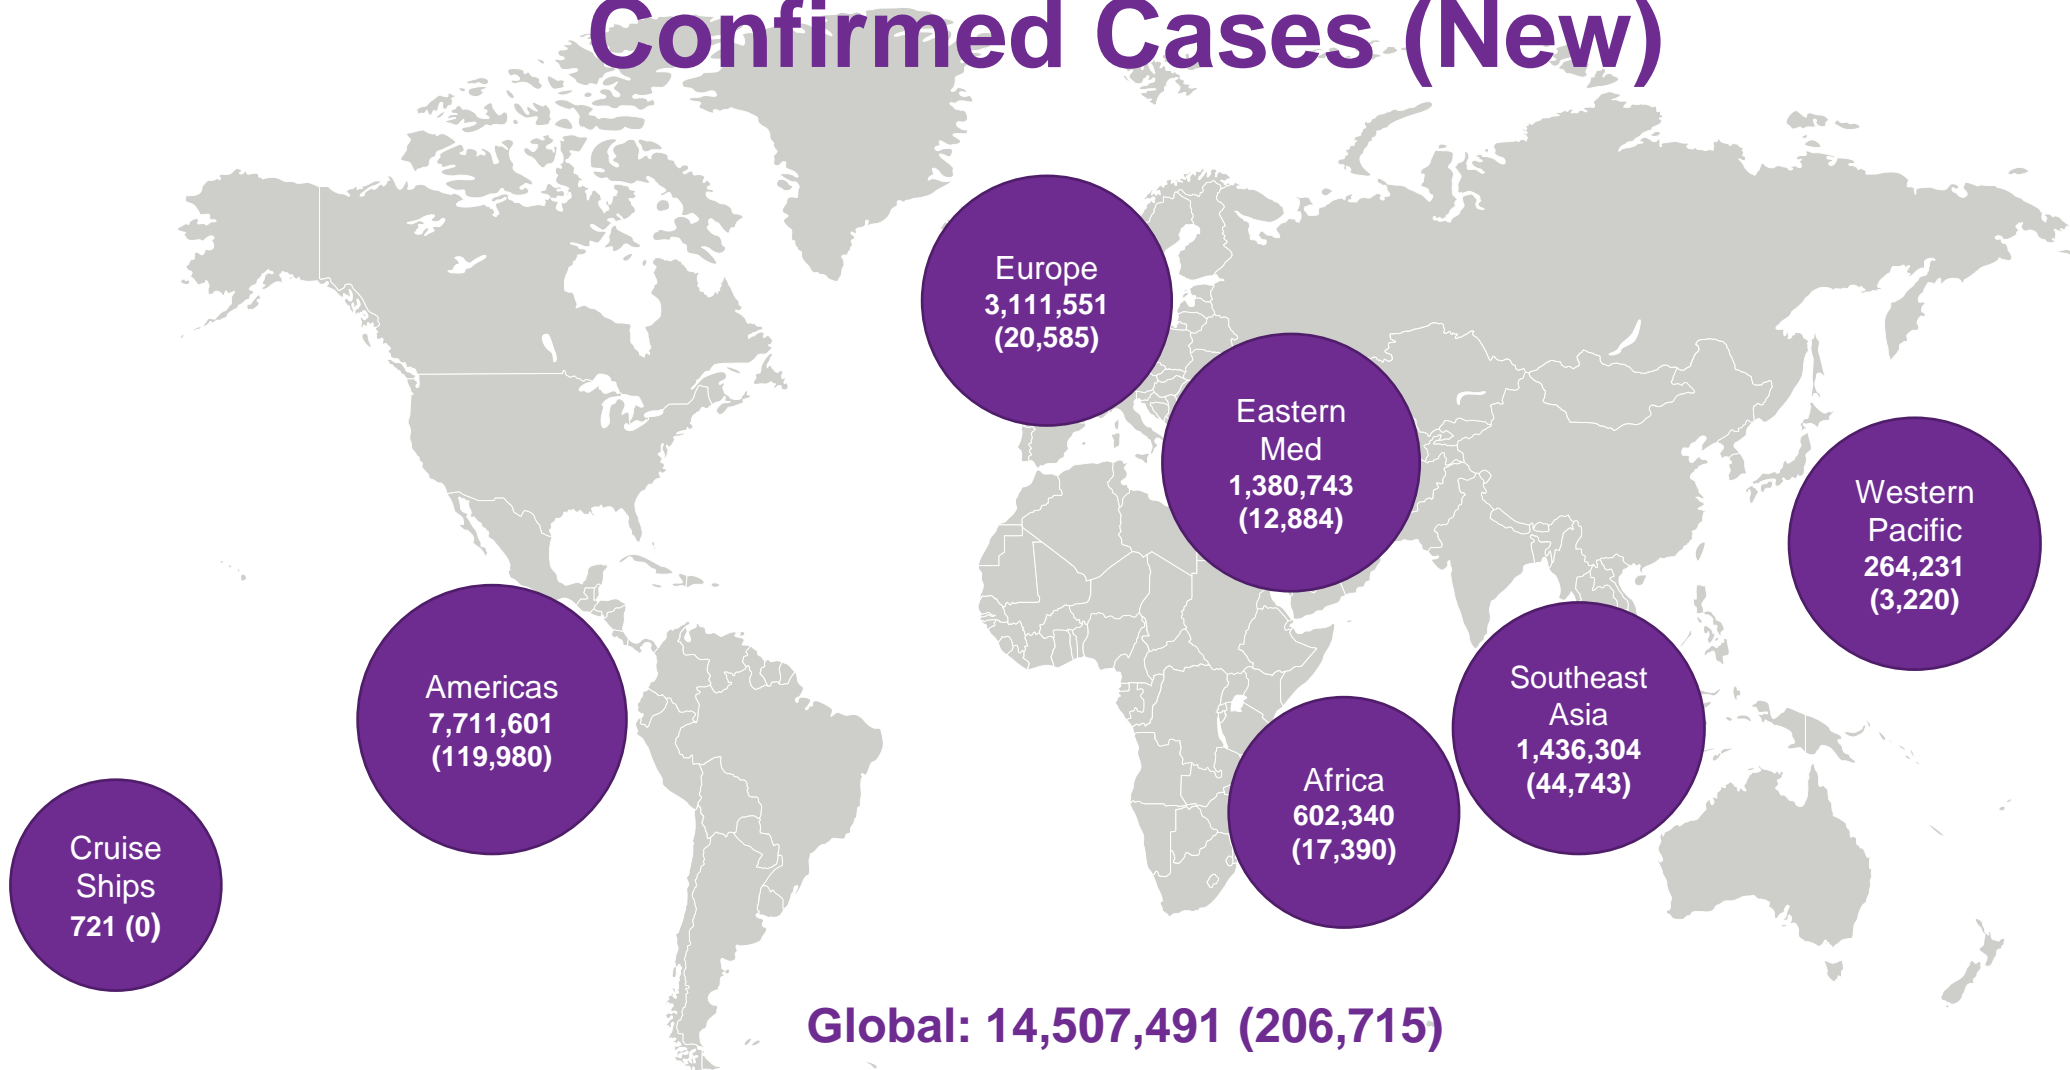 Confirmed Cases (New)
Europe
3,111,551
(20,585)
Eastern
Med
1,380,743
(12,884)
Western
Pacific
264,231
(3,220)
Americas
7,711,601
(119,980)
Southeast
Asia
1,436,304
(44,743)
Africa
602,340
(17,390)
Cruise
Ships
721 (0)
Global: 14,507,491 (206,715)